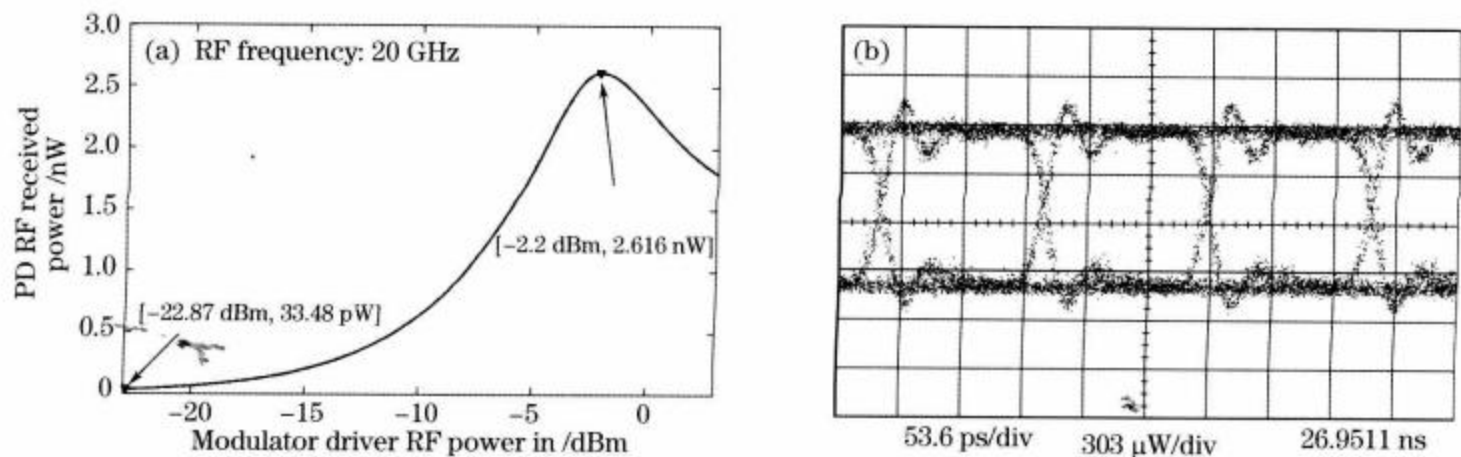 3.0
2.5
2.0
1.5
1.0
0.5
0
PD RF received
power /nW
(a) RF frequency: 20 GHz
[−2.2 dBm, 2.616 nW]
[−22.87 dBm, 33.48 pW]
−20 −15 −10 −5 0
Modulator driver RF power in /dBm
(b)
53.6 ps/div 303 μW/div 26.9511 ns